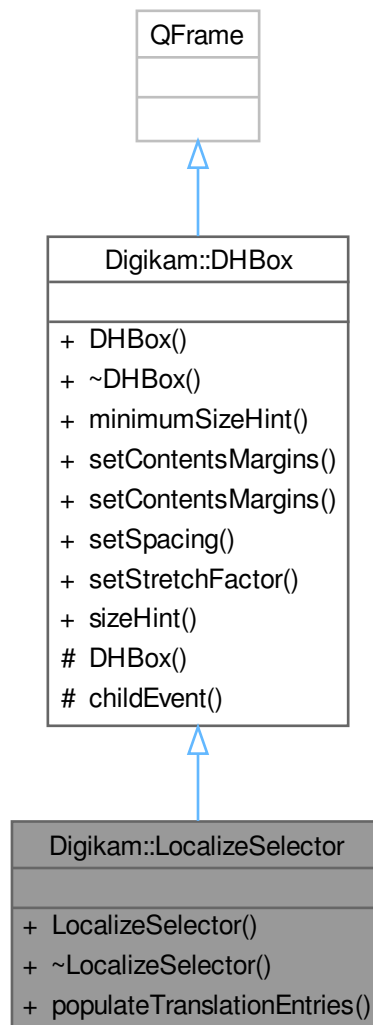 QFrame
Digikam::DHBox
+ DHBox()
+ ~DHBox()
+ minimumSizeHint()
+ setContentsMargins()
+ setContentsMargins()
+ setSpacing()
+ setStretchFactor()
+ sizeHint()
# DHBox()
# childEvent()
Digikam::LocalizeSelector
+ LocalizeSelector()
+ ~LocalizeSelector()
+ populateTranslationEntries()